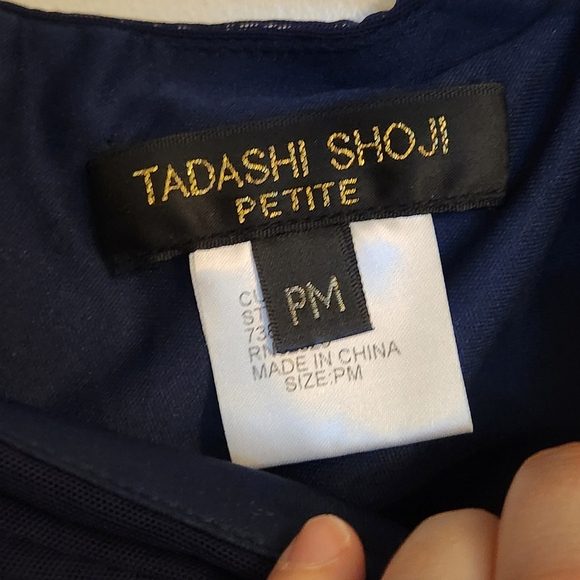 TADASHI SHOJI
PETITE
PM
MADE IN CHINA
SIZE:PM